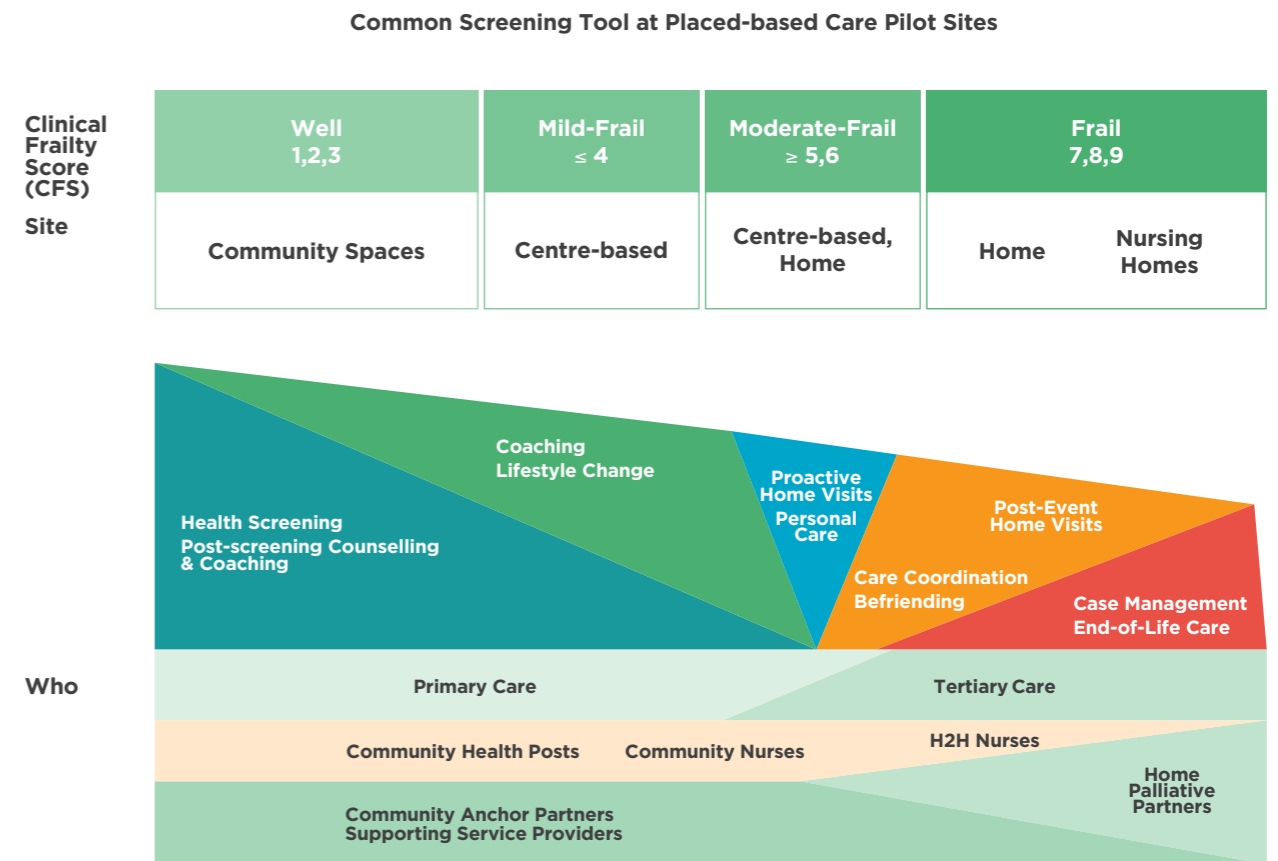 Common Screening Tool at Placed-based Care Pilot Sites
Clinical
Frailty
Score
(CFS)
Well
1,2,3
Mild-Frail
≤ 4
Moderate-Frail
≥ 5,6
Frail
7,8,9
Site
Community Spaces
Centre-based
Centre-based,
Home
Home
Nursing
Homes
Health Screening
Post-screening Counselling
& Coaching
Coaching
Lifestyle Change
Proactive
Home Visits
Personal
Care
Post-Event
Home Visits
Care Coordination
Befriending
Case Management
End-of-Life Care
Who
Primary Care
Tertiary Care
Community Health Posts
Community Nurses
H2H Nurses
Home
Palliative
Partners
Community Anchor Partners
Supporting Service Providers